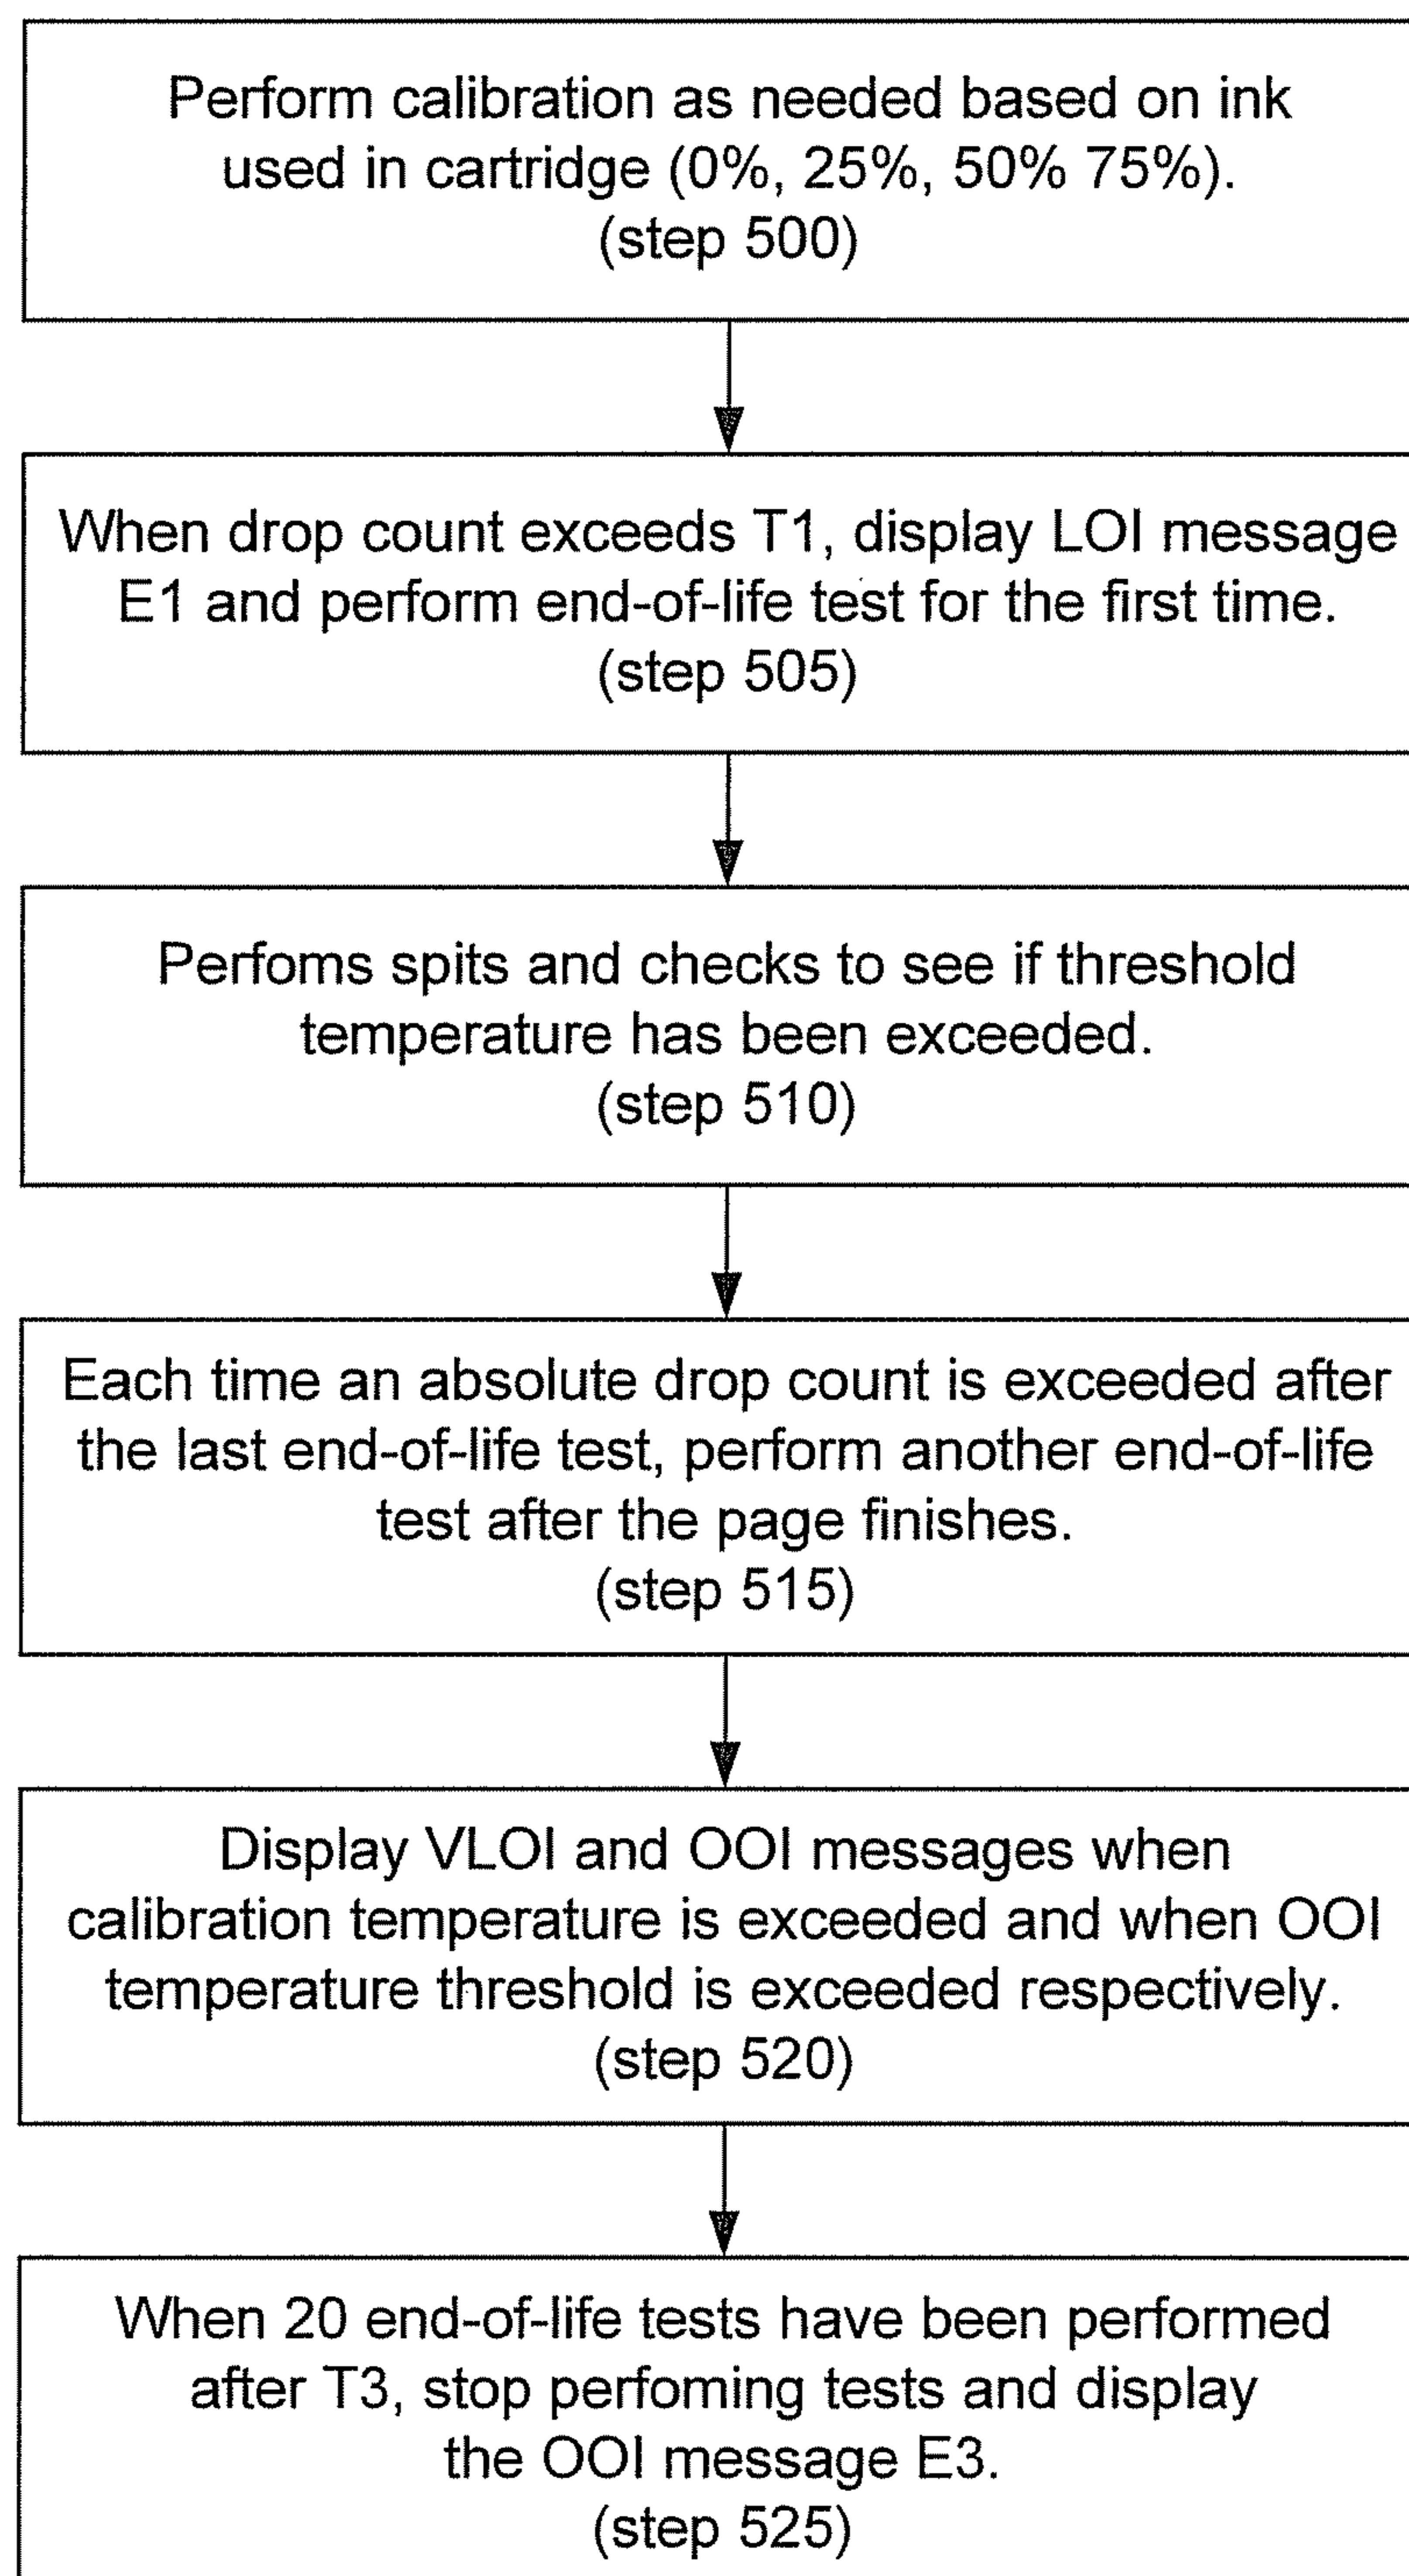 Perform calibration as needed based on ink
used in cartridge (0%, 25%, 50% 75%).
(step 500)
When drop count exceeds T1, display LOI message
E1 and perform end-of-life test for the first time.
(step 505)
Perfoms spits and checks to see if threshold
temperature has been exceeded.
(step 510)
Each time an absolute drop count is exceeded after
the last end-of-life test, perform another end-of-life
test after the page finishes.
(step 515)
Display VLOI and OOI messages when
calibration temperature is exceeded and when OOI
temperature threshold is exceeded respectively.
(step 520)
When 20 end-of-life tests have been performed
after T3, stop perfoming tests and display
the OOI message E3.
(step 525)